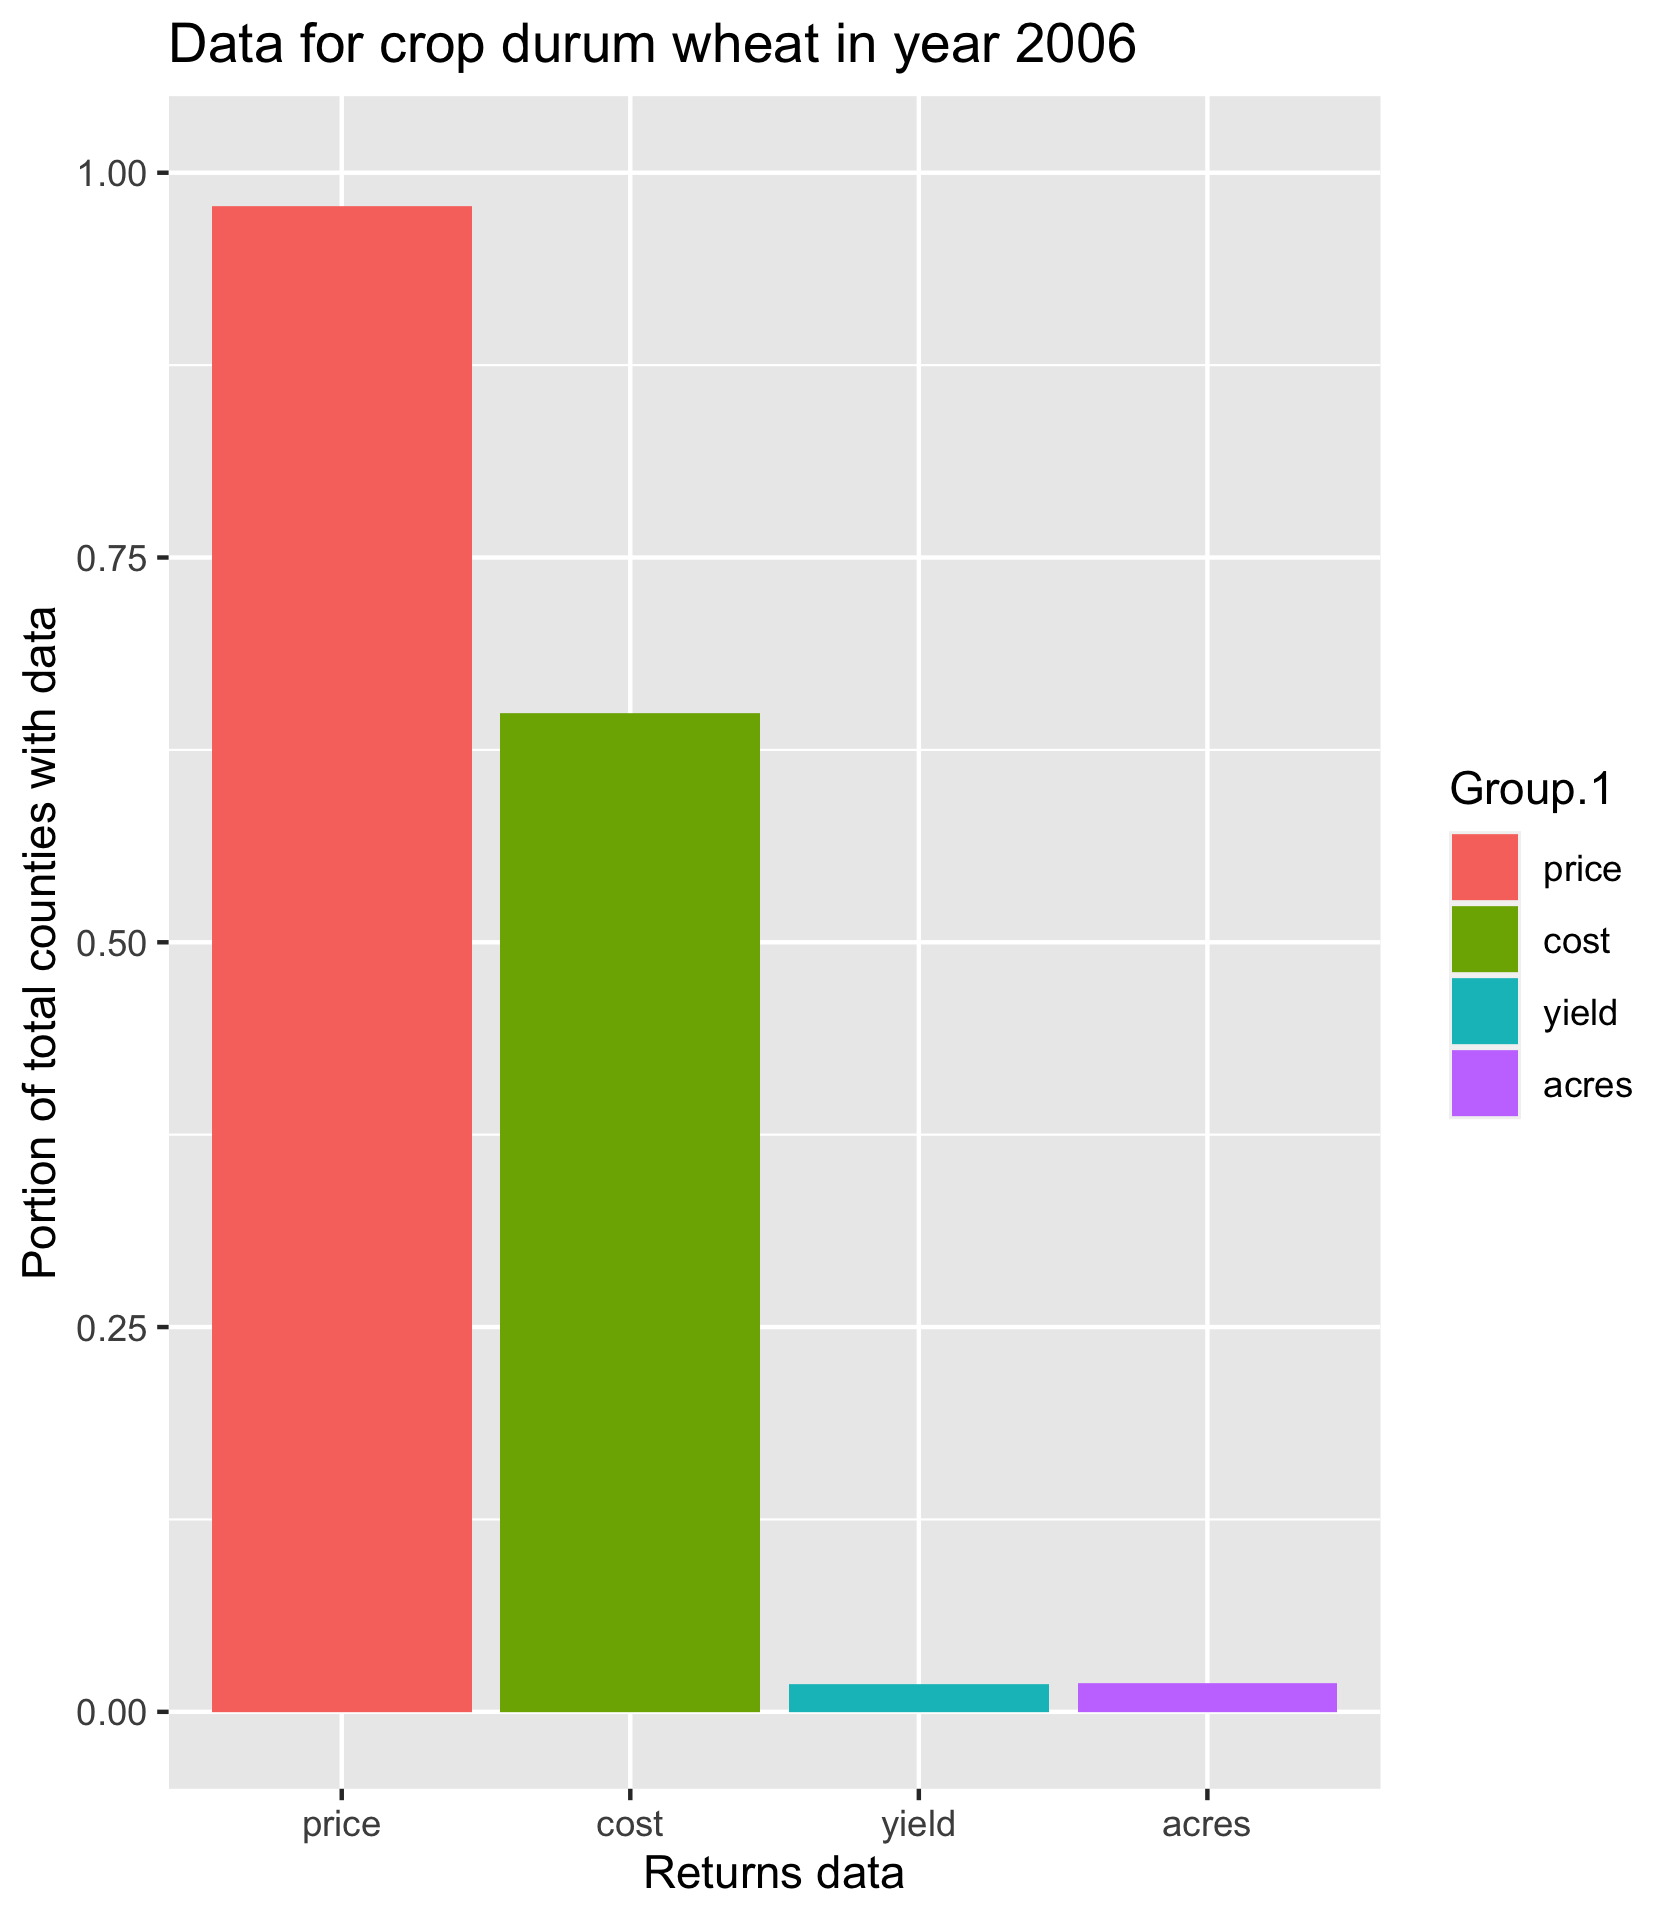 Data for crop durum wheat in year 2006
Portion of total counties with data
1.00
0.75
0.50
0.25
0.00
price cost yield acres
Returns data
Group.1
price
cost
yield
acres